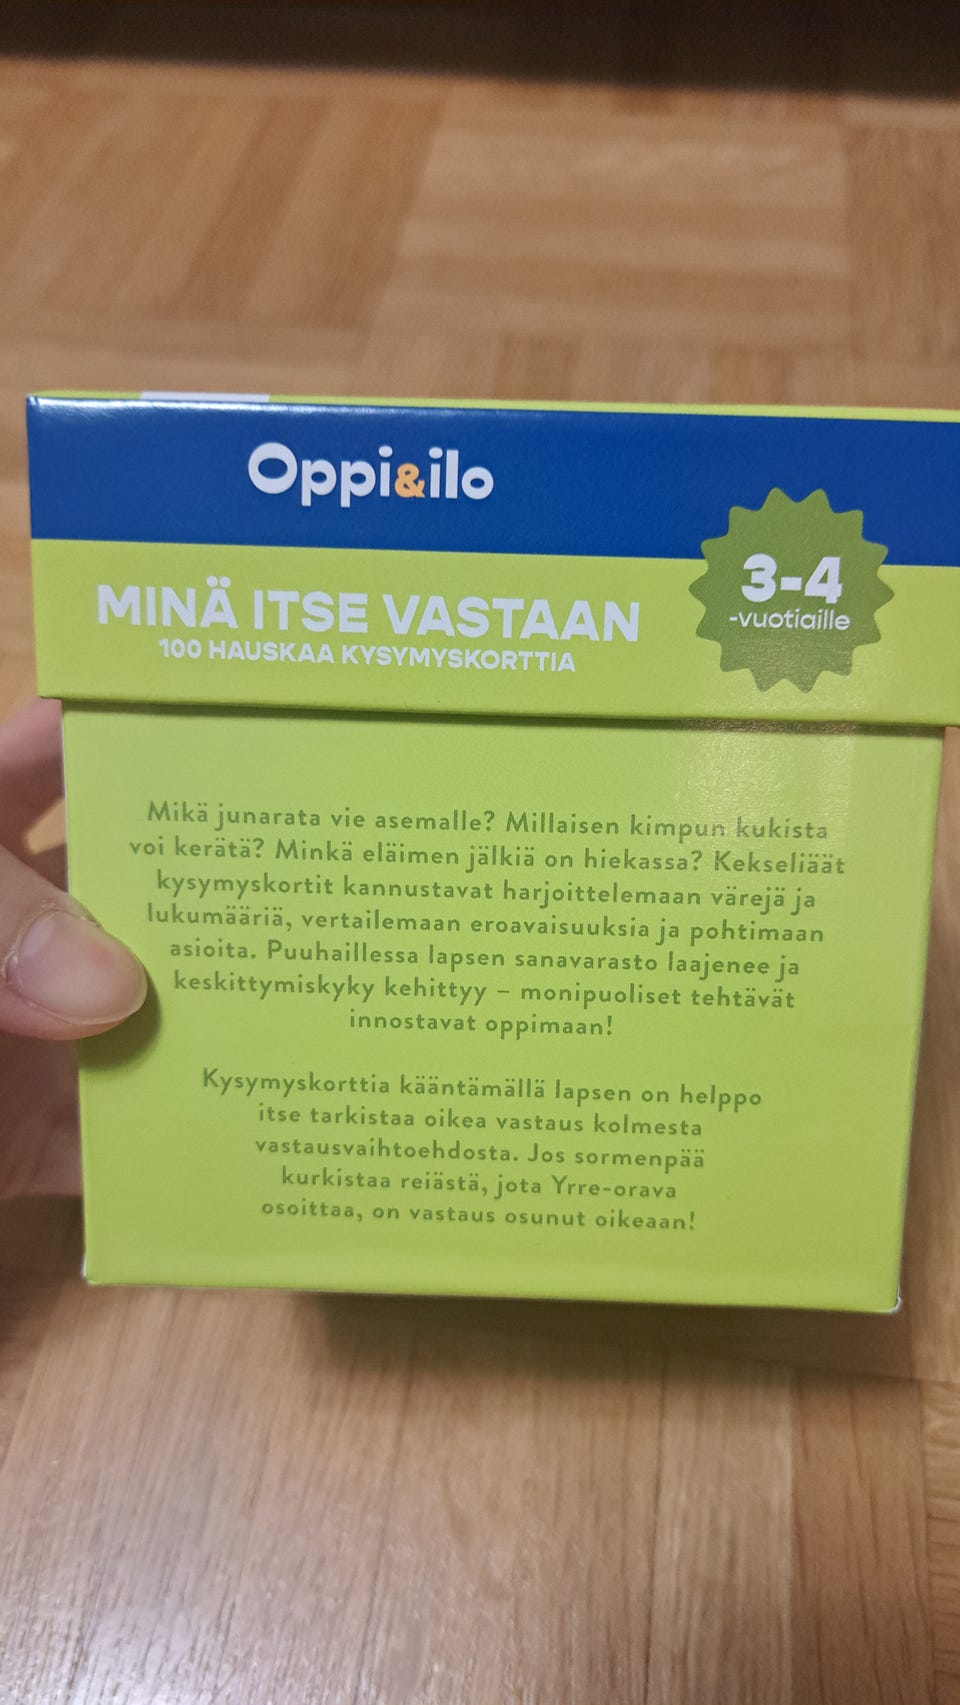 Oppi&ilo
MINÄ ITSE VASTAAN
100 HAUSKAA KYSYMYSKORTTIA
3-4
-vuotiaille
Mikä junarata vie asemalle? Millaisen kimpun kukista
voi kerätä? Minkä eläimen jälkiä on hiekassa? Kekseliäät
kysymyskortit kannustavat harjoittelemaan värejä ja
lukumääriä, vertailemaan eroavaisuuksia ja pohtimaan
asioita. Puuhaillessa lapsen sanavarasto laajenee ja
keskittymiskyky kehittyy – monipuoliset tehtävät
innostavat oppimaan!
Kysymyskorttia kääntämällä lapsen on helppo
itse tarkistaa oikea vastaus kolmesta
vastausvaihtoehdosta. Jos sormenpää
kurkistaa reiästä, jota Yrre-orava
osoittaa, on vastaus osunut oikeaan!